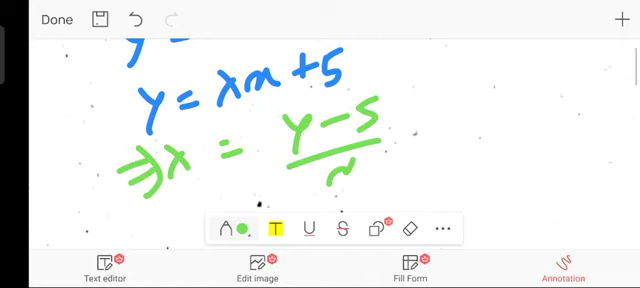 Done
y =
y = xm + 5
⇒ x = y - 5 / n
T U S
Text editor Edit image Fill Form Annotation